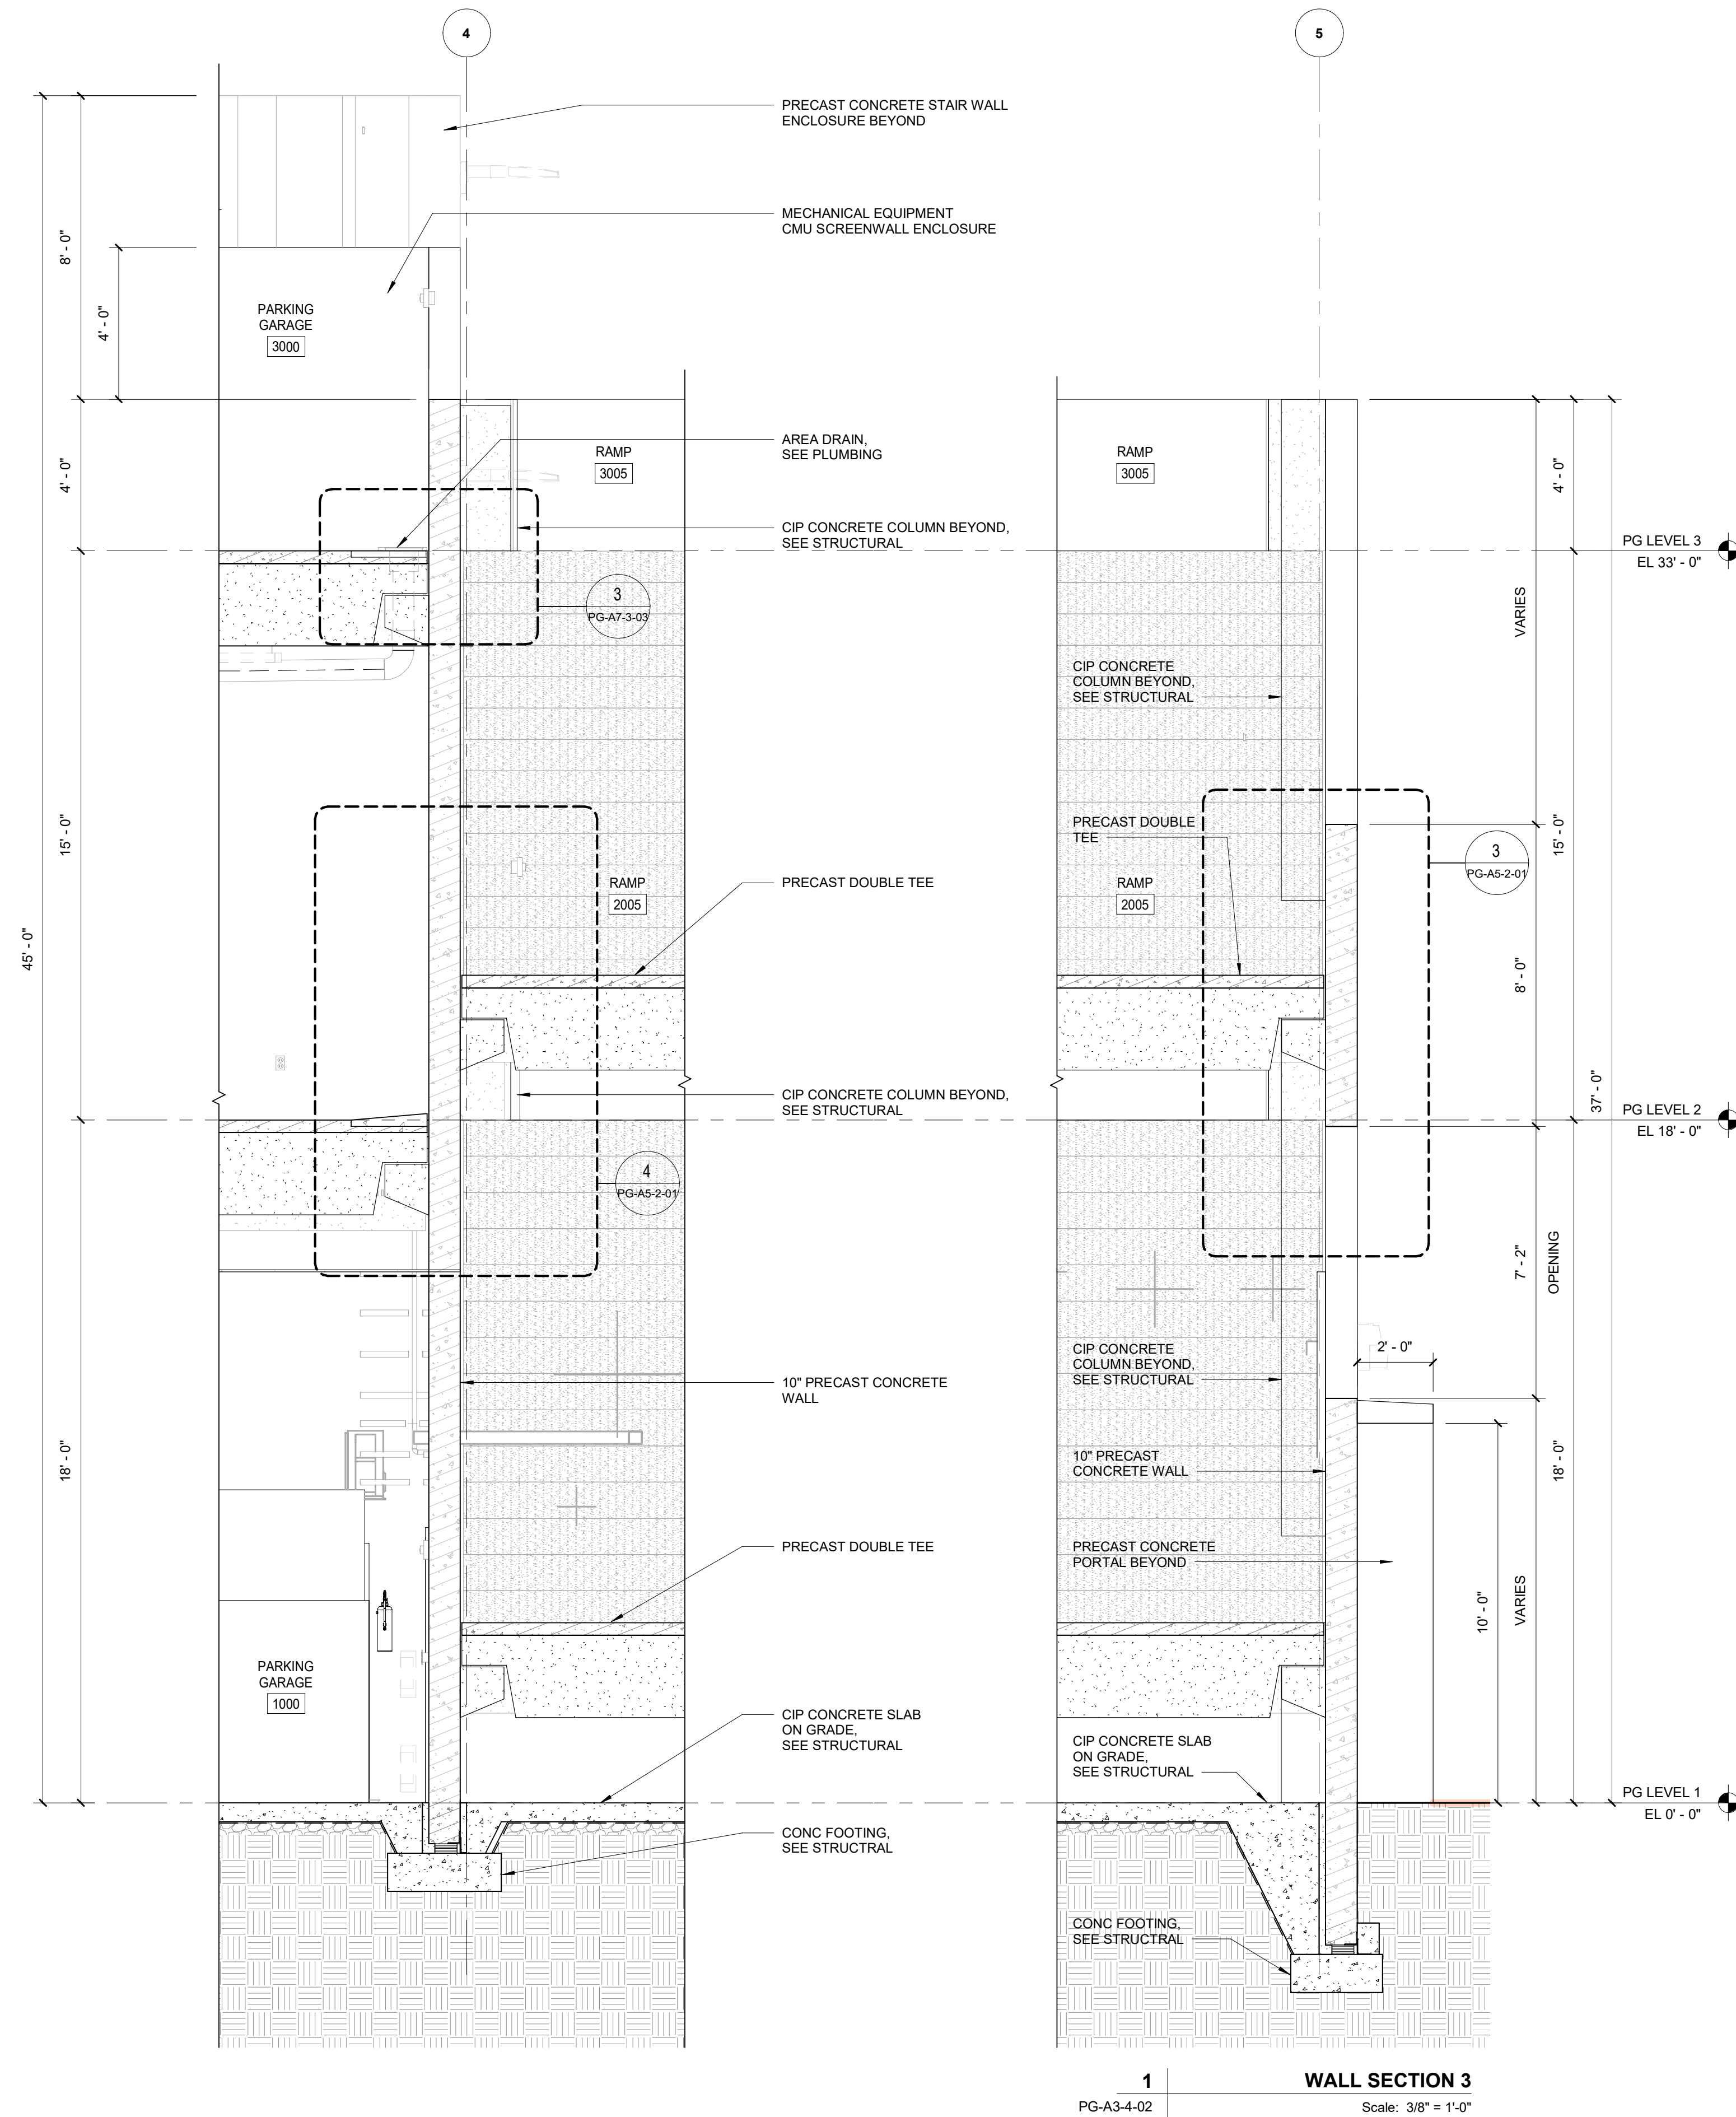 4
5
PRECAST CONCRETE STAIR WALL
ENCLOSURE BEYOND
MECHANICAL EQUIPMENT
CMU SCREENWALL ENCLOSURE
8' - 0"
4' - 0"
PARKING
GARAGE
3000
AREA DRAIN,
SEE PLUMBING
RAMP
3005
RAMP
3005
4' - 0"
4' - 0"
CIP CONCRETE COLUMN BEYOND,
SEE STRUCTURAL
PG LEVEL 3
EL 33' - 0"
3
PG-A7-3-03
VARIES
CIP CONCRETE
COLUMN BEYOND,
SEE STRUCTURAL
15' - 0"
PRECAST DOUBLE
TEE
15' - 0"
3
PG-A5-2-01
PRECAST DOUBLE TEE
RAMP
2005
RAMP
2005
45' - 0"
8' - 0"
CIP CONCRETE COLUMN BEYOND,
SEE STRUCTURAL
37' - 0"
PG LEVEL 2
EL 18' - 0"
4
PG-A5-2-01
7' - 2"
OPENING
CIP CONCRETE
COLUMN BEYOND,
SEE STRUCTURAL
2' - 0"
10" PRECAST CONCRETE
WALL
18' - 0"
10" PRECAST
CONCRETE WALL
18' - 0"
PRECAST DOUBLE TEE
PRECAST CONCRETE
PORTAL BEYOND
10' - 0"
VARIES
PARKING
GARAGE
1000
CIP CONCRETE SLAB
ON GRADE,
SEE STRUCTURAL
CIP CONCRETE SLAB
ON GRADE,
SEE STRUCTURAL
PG LEVEL 1
EL 0' - 0"
CONC FOOTING,
SEE STRUCTRAL
CONC FOOTING,
SEE STRUCTRAL
1
WALL SECTION 3
PG-A3-4-02
Scale: 3/8" = 1'-0"